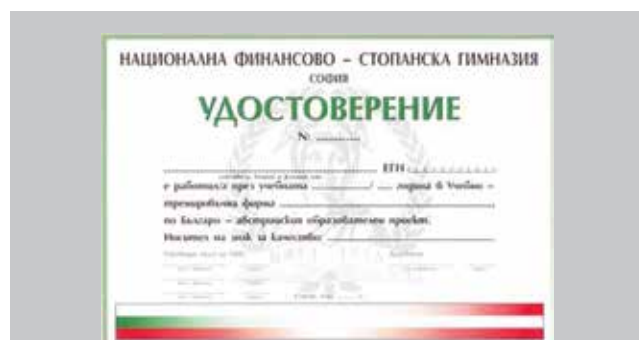 НАЦИОНАЛНА ФИНАНСОВО – СТОПАНСКА ГИМНАЗИЯ
СОФИЯ
УДОСТОВЕРЕНИЕ
№ ............
ЕГН
е работил/а през учебната ............/ .... година в Учебно –
тренировъчна фирма
по Българо – австрийския образователен проект.
Носител на знак за качество: